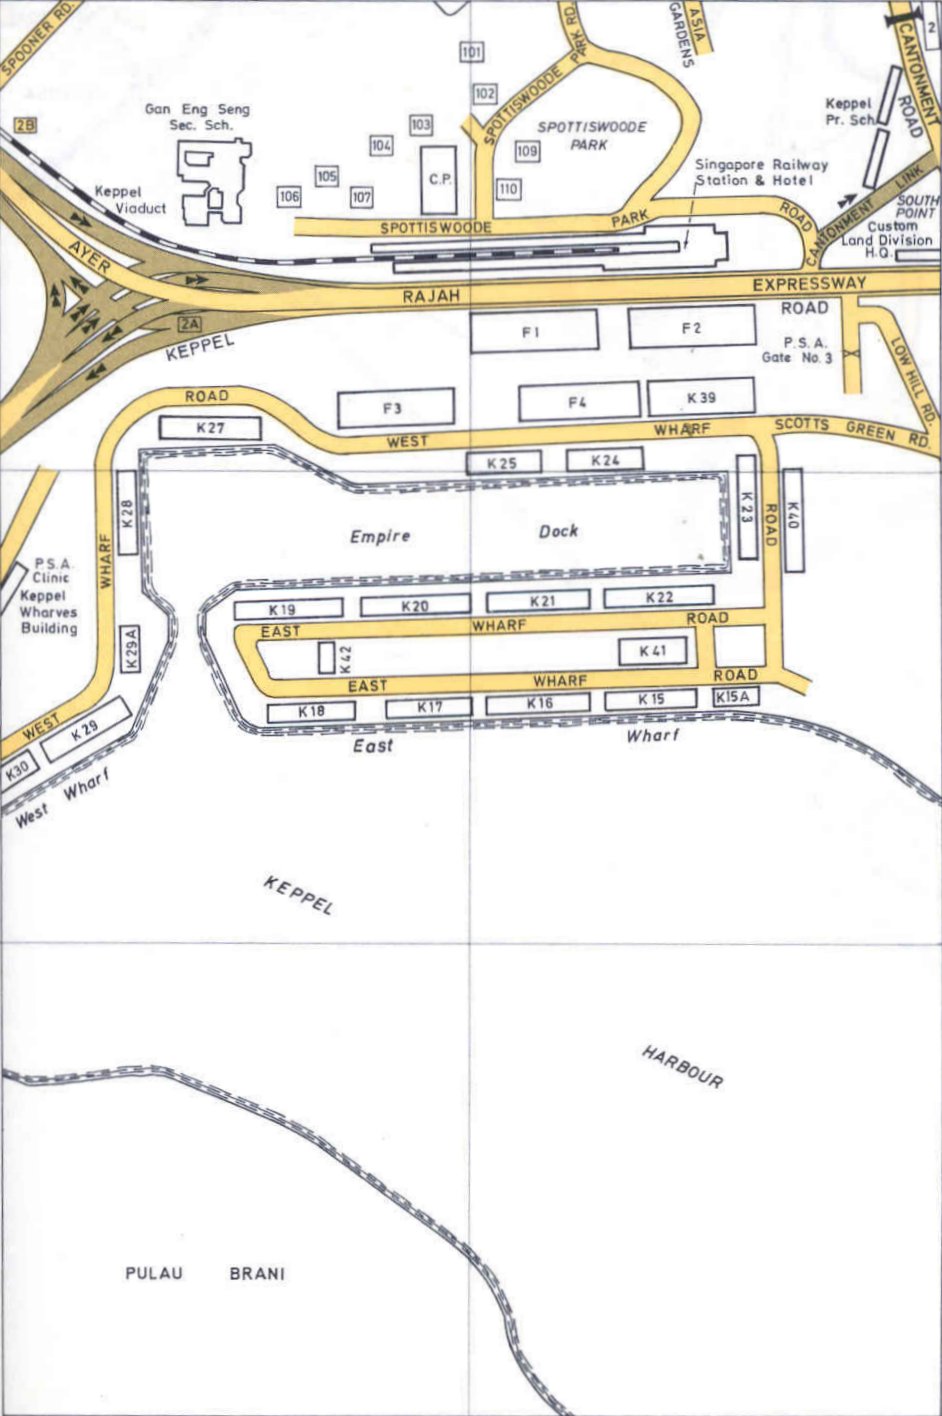 SPOONER RD.
PARK RD.
ASIA
GARDENS
CANTONMENT
ROAD
2
101
102
SPOTTISWOODE
Gan Eng Seng
Sec. Sch.
103
Keppel
Pr. Sch.
2B
104
SPOTTISWOODE
PARK
109
C.P.
Singapore Railway
Station & Hotel
105
106
107
110
Keppel
Viaduct
CANTONMENT LINK
SOUTH
POINT
Custom
Land Division
H.Q.
SPOTTISWOODE PARK ROAD
AYER RAJAH EXPRESSWAY
2A
KEPPEL ROAD
F1
F2
P.S.A.
Gate No. 3
LOW HILL RD.
ROAD
F3
F4
K39
K27
WEST WHARF
SCOTTS GREEN RD.
K25
K24
K28
K23
K40
ROAD
WHARF
Empire Dock
P.S.A.
Clinic
Keppel
Wharves
Building
K19
K20
K21
K22
EAST WHARF ROAD
K29A
K42
K41
EAST WHARF ROAD
K18
K17
K16
K15
K15A
WEST
K29
K30
East Wharf
West Wharf
KEPPEL
HARBOUR
PULAU BRANI